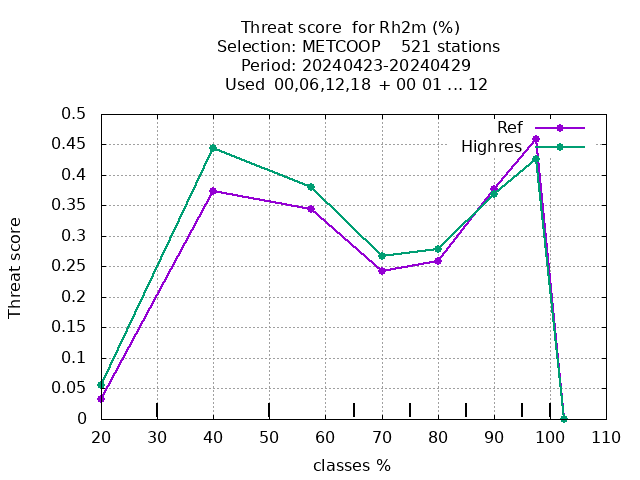 Threat score  for Rh2m (%)
Selection: METCOOP    521 stations
Period: 20240423-20240429
Used  00,06,12,18 + 00 01 ... 12
0.5
0.45
0.4
0.35
0.3
0.25
0.2
0.15
0.1
0.05
0
Threat score
Ref
Highres
20 30 40 50 60 70 80 90 100 110
classes %